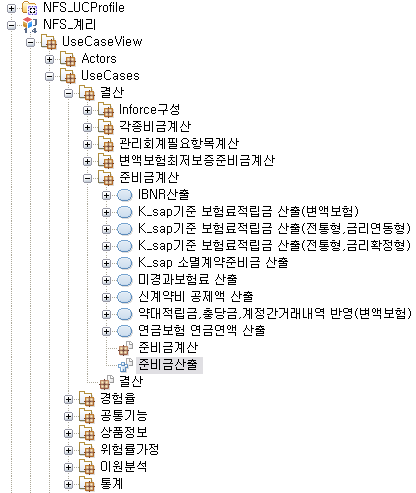 NFS_UCProfile
NFS_계리
UseCaseView
Actors
UseCases
결산
Inforce구성
각종비금계산
관리회계필요항목계산
변액보험최저보증준비금계산
준비금계산
IBNR산출
K_sap기준 보험료적립금 산출(변액보험)
K_sap기준 보험료적립금 산출(전통형,금리연동형)
K_sap기준 보험료적립금 산출(전통형,금리확정형)
K_sap 소멸계약준비금 산출
미경과보험료 산출
신계약비 공제액 산출
약대적립금,충당금,계정간거래내역 반영(변액보험)
연금보험 연금연액 산출
준비금계산
준비금산출
결산
경험율
공통기능
상품정보
위험률가정
이원분석
통계